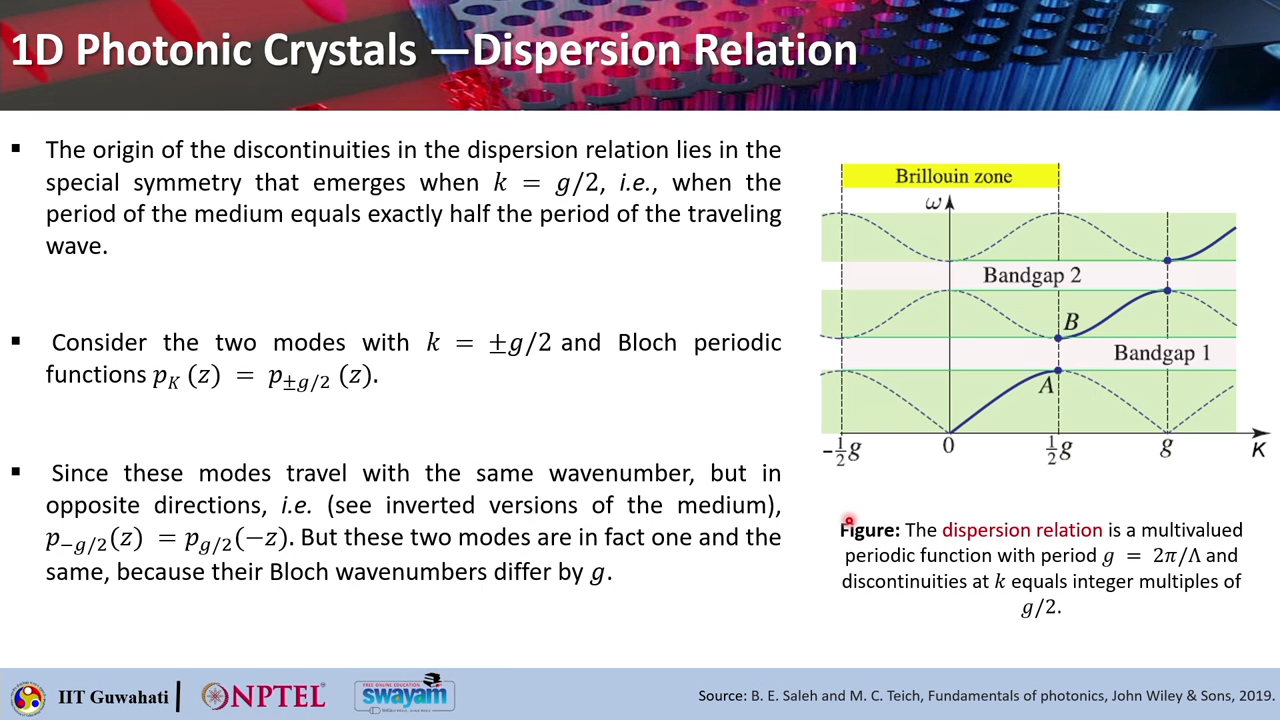 1D Photonic Crystals —Dispersion Relation
▪ The origin of the discontinuities in the dispersion relation lies in the
special symmetry that emerges when k = g/2, i.e., when the
period of the medium equals exactly half the period of the traveling
wave.
▪ Consider the two modes with k = ±g/2 and Bloch periodic
functions p_K (z) = p_±g/2 (z).
▪ Since these modes travel with the same wavenumber, but in
opposite directions, i.e. (see inverted versions of the medium),
p_−g/2(z) = p_g/2(−z). But these two modes are in fact one and the
same, because their Bloch wavenumbers differ by g.
Brillouin zone
ω
Bandgap 2
B
Bandgap 1
A
−½g 0 ½g g K
Figure: The dispersion relation is a multivalued
periodic function with period g = 2π/Λ and
discontinuities at k equals integer multiples of
g/2.
IIT Guwahati
NPTEL
FREE ONLINE EDUCATION
swayam
Source: B. E. Saleh and M. C. Teich, Fundamentals of photonics, John Wiley & Sons, 2019.